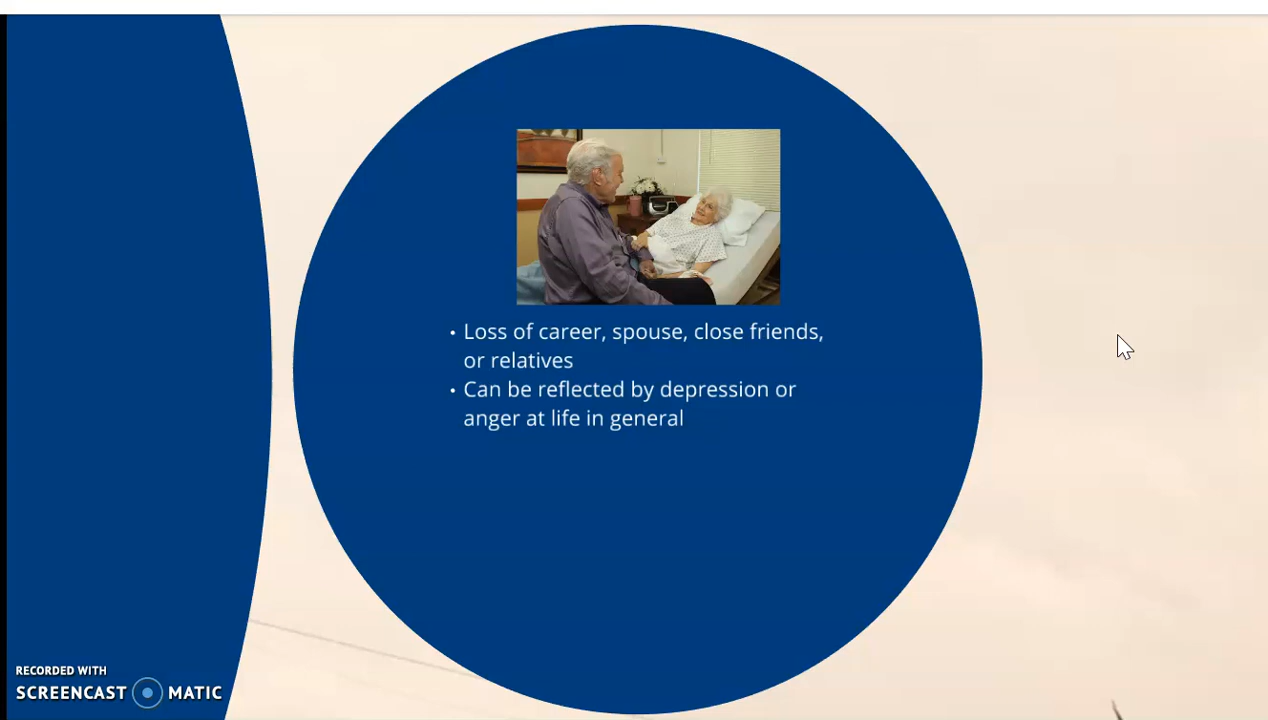 • Loss of career, spouse, close friends,
or relatives
• Can be reflected by depression or
anger at life in general
RECORDED WITH
SCREENCAST MATIC